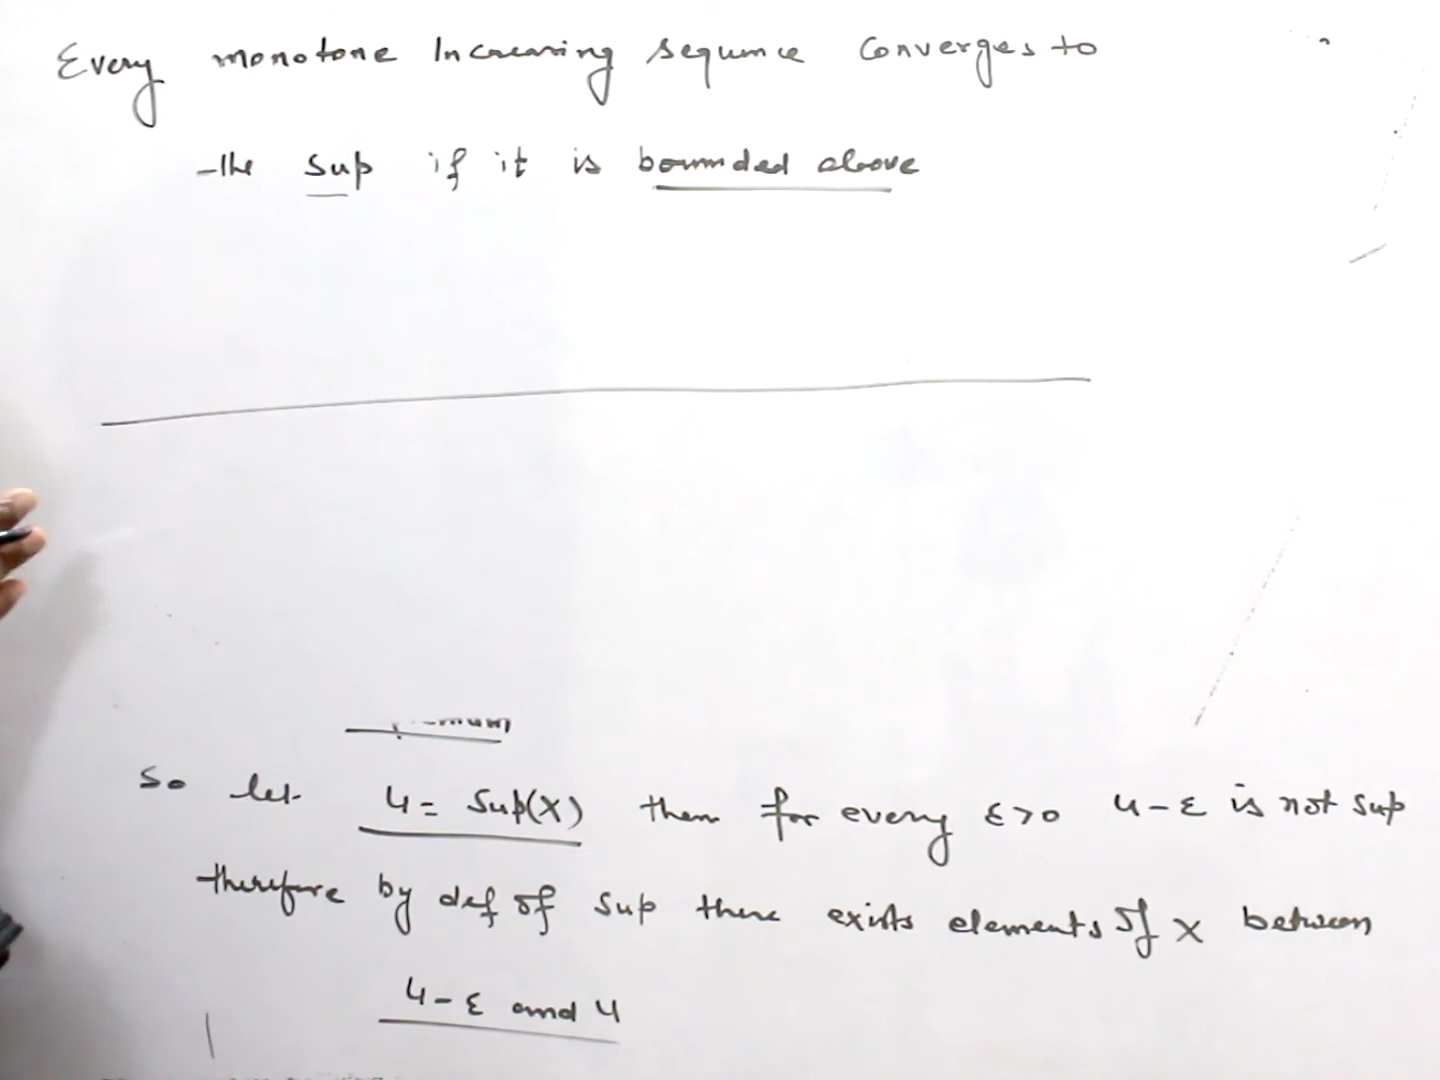 Every monotone Increasing sequence Converges to
the sup if it is bounded above
So let u = Sup(X) then for every ε>0 u-ε is not sup
therefore by def of sup there exists elements of X between
u-ε and u